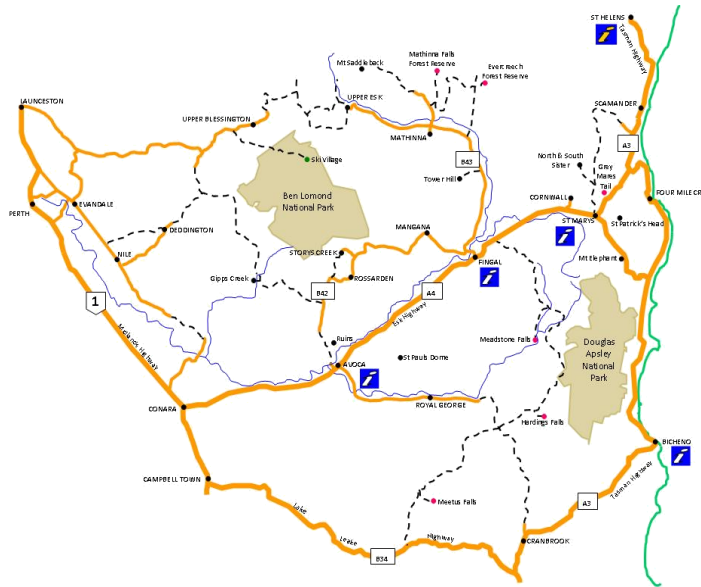 ST HELENS
Tasman Highway
Mathinna Falls
Forest Reserve
Evercreech
Forest Reserve
Mt Saddleback
LAUNCESTON
UPPER ESK
SCAMANDER
UPPER BLESSINGTON
MATHINNA
A3
Ski Village
B43
North & South
Sister
Grey
Mares
Tail
Tower Hill
Ben Lomond
National Park
CORNWALL
FOUR MILE CR
PERTH
EVANDALE
ST MARYS
St Patrick's Head
DEDDINGTON
MANGANA
NILE
STORYS CREEK
FINGAL
Mt Elephant
Gipps Creek
ROSSARDEN
B42
A4
1
Esk Highway
Midlands Highway
Ruins
Meadstone Falls
Douglas
Apsley
National
Park
St Pauls Dome
AVOCA
CONARA
ROYAL GEORGE
Hardings Falls
BICHENO
CAMPBELL TOWN
Tasman Highway
Meetus Falls
A3
Lake
Leake
Highway
CRANBROOK
B34